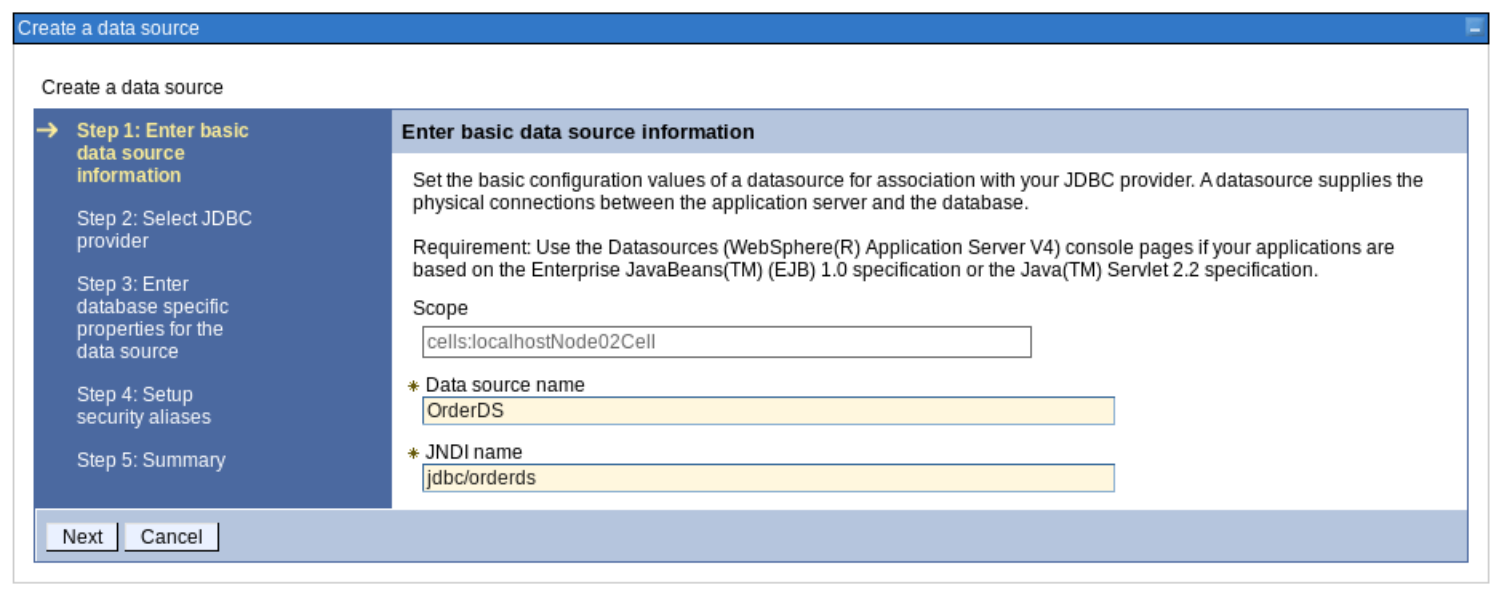 Create a data source
Create a data source
Step 1: Enter basic
data source
information
Step 2: Select JDBC
provider
Step 3: Enter
database specific
properties for the
data source
Step 4: Setup
security aliases
Step 5: Summary
Enter basic data source information
Set the basic configuration values of a datasource for association with your JDBC provider. A datasource supplies the
physical connections between the application server and the database.
Requirement: Use the Datasources (WebSphere(R) Application Server V4) console pages if your applications are
based on the Enterprise JavaBeans(TM) (EJB) 1.0 specification or the Java(TM) Servlet 2.2 specification.
Scope
cells:localhostNode02Cell
* Data source name
OrderDS
* JNDI name
jdbc/orderds
Next Cancel